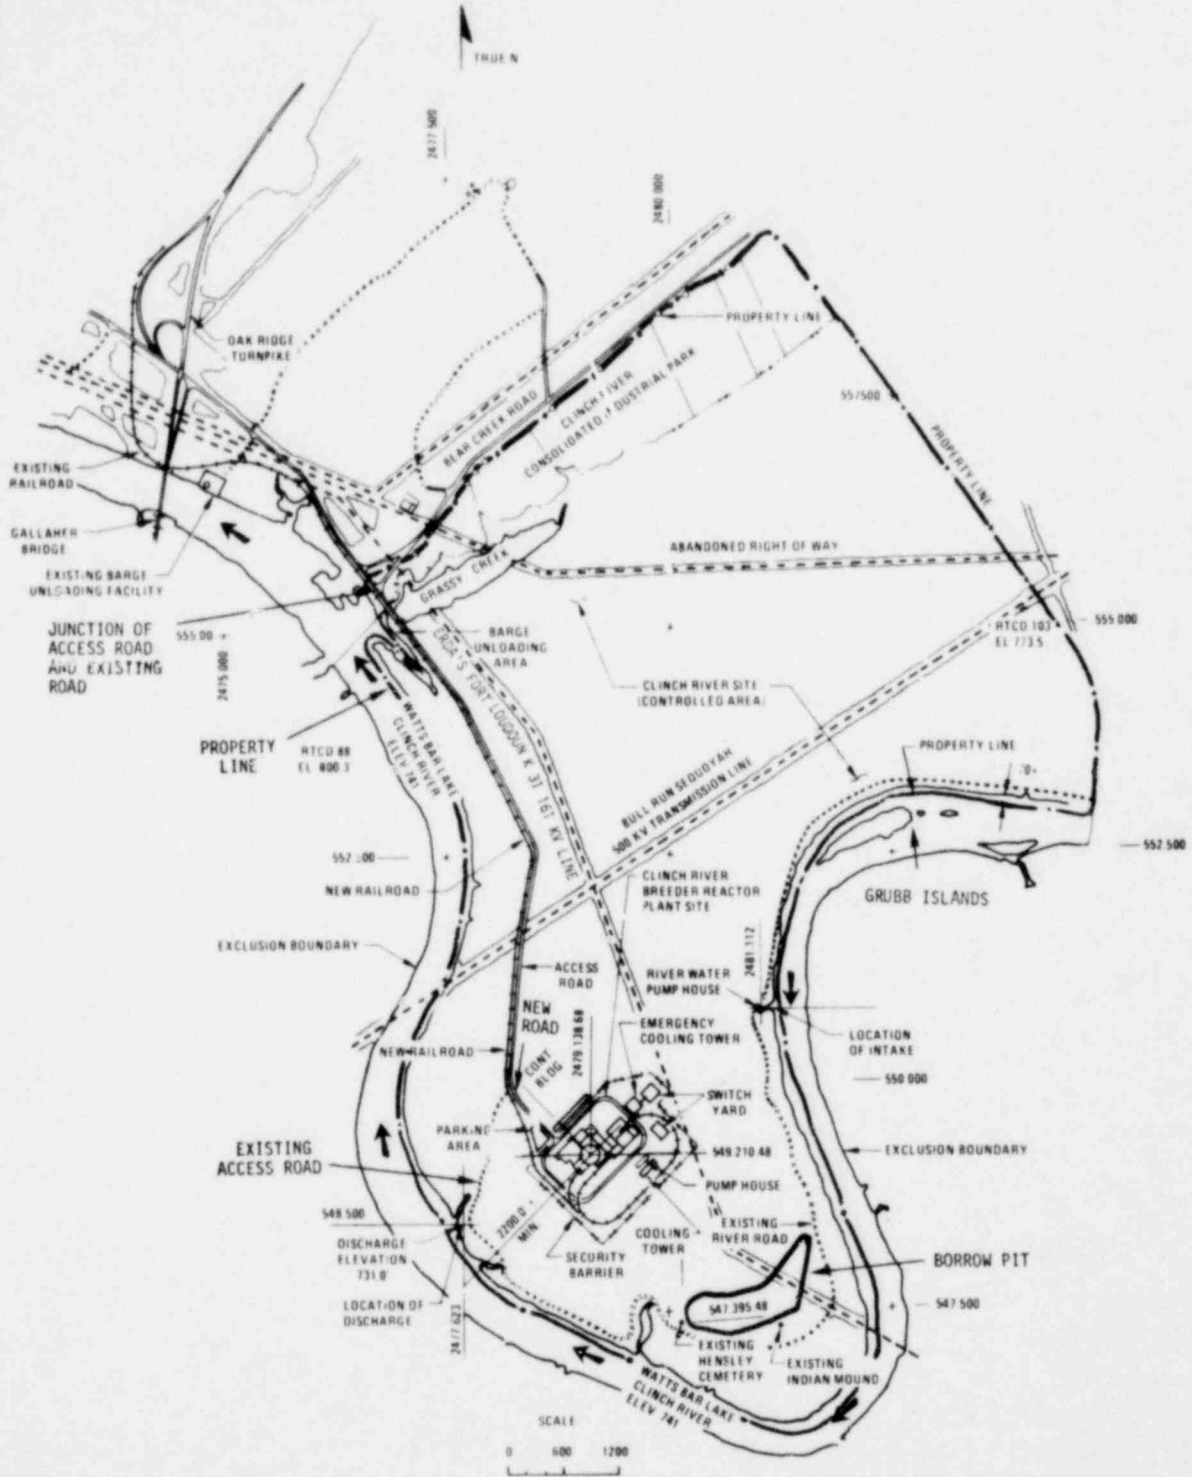 TRUE N
2477 500
2480.000
OAK RIDGE
TURNPIKE
PROPERTY LINE
BEAR CREEK ROAD
CLINCH RIVER
CONSOLIDATED INDUSTRIAL PARK
557500
PROPERTY LINE
EXISTING
RAILROAD
GALLAHER
BRIDGE
EXISTING BARGE
UNLOADING FACILITY
ABANDONED RIGHT OF WAY
GRASSY CREEK
JUNCTION OF
ACCESS ROAD
AND EXISTING
ROAD
555.00
2475.000
BARGE
UNLOADING
AREA
RTCD 103
EL 773.5
555.000
ERDA'S FORT LOUDOUN K 31 161 KV LINE
CLINCH RIVER SITE
(CONTROLLED AREA)
PROPERTY
LINE
RTCD 88
EL 800.3
WATTS BAR LAKE
CLINCH RIVER
ELEV 741
PROPERTY LINE
BULL RUN SEQUOYAH
500 KV TRANSMISSION LINE
552.500
552.500
NEW RAILROAD
CLINCH RIVER
BREEDER REACTOR
PLANT SITE
GRUBB ISLANDS
EXCLUSION BOUNDARY
2481.112
ACCESS
ROAD
RIVER WATER
PUMP HOUSE
NEW
ROAD
EMERGENCY
COOLING TOWER
LOCATION
OF INTAKE
NEW RAILROAD
CONT
BLDG
2479.138.68
550.000
SWITCH
YARD
PARKING
AREA
EXISTING
ACCESS ROAD
549.210.48
EXCLUSION BOUNDARY
PUMP HOUSE
548.500
2200.0
MIN
COOLING
TOWER
EXISTING
RIVER ROAD
DISCHARGE
ELEVATION
731.0
SECURITY
BARRIER
BORROW PIT
LOCATION OF
DISCHARGE
2477.623
547.395.48
547.500
EXISTING
HENSLEY
CEMETERY
EXISTING
INDIAN MOUND
WATTS BAR LAKE
CLINCH RIVER
ELEV 741
SCALE
0 600 1200